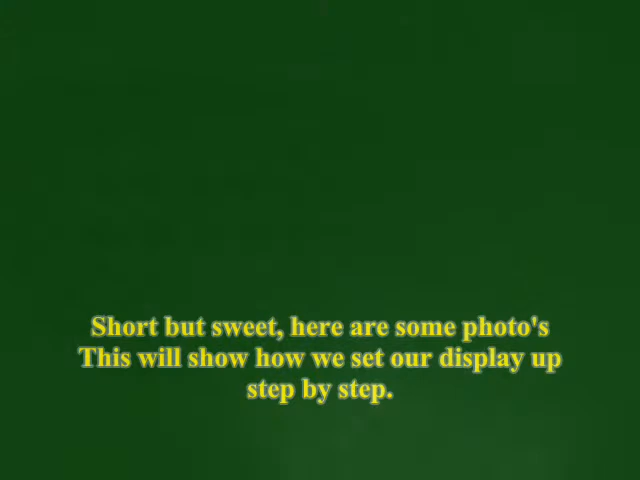 Short but sweet, here are some photo's
This will show how we set our display up
step by step.